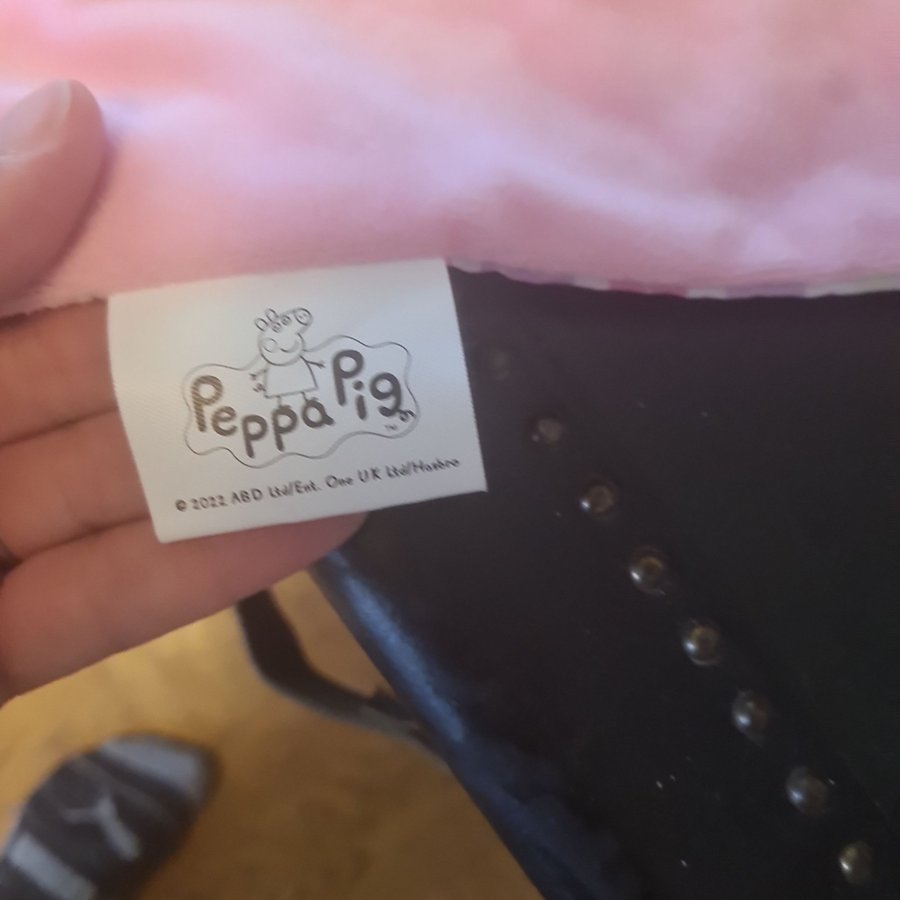 Peppa Pig
™
© 2022 ABD Ltd/Ent. One UK Ltd/Hasbro